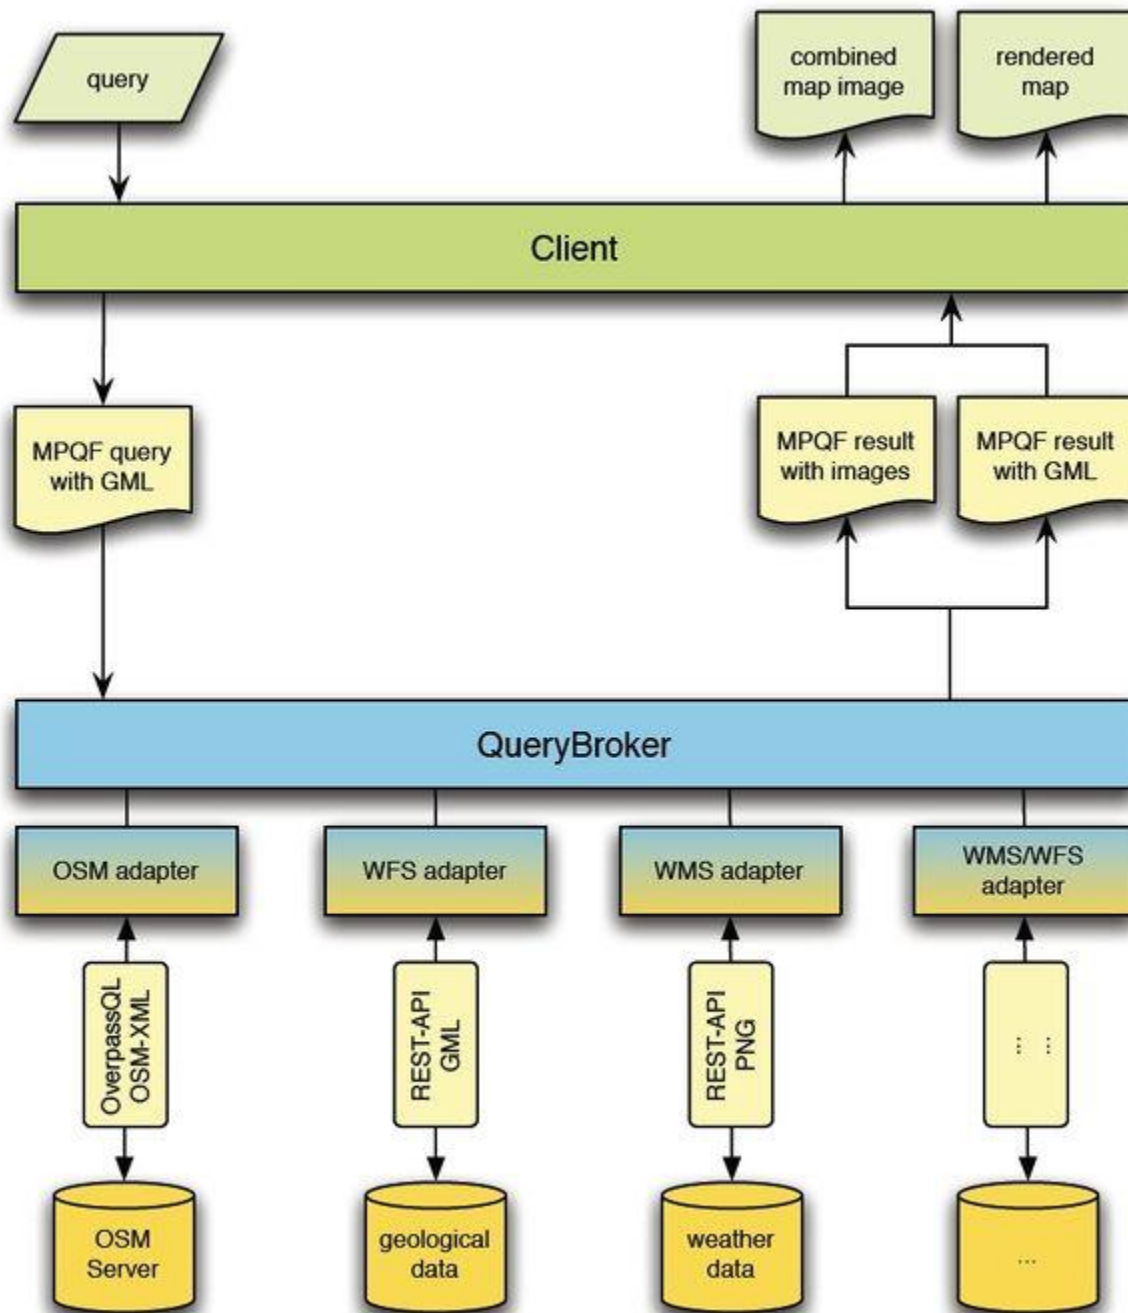 query
combined
map image
rendered
map
Client
MPQF query
with GML
MPQF result
with images
MPQF result
with GML
QueryBroker
OSM adapter
WFS adapter
WMS adapter
WMS/WFS
adapter
OverpassQL
OSM-XML
REST-API
GML
REST-API
PNG
...
...
OSM
Server
geological
data
weather
data
...